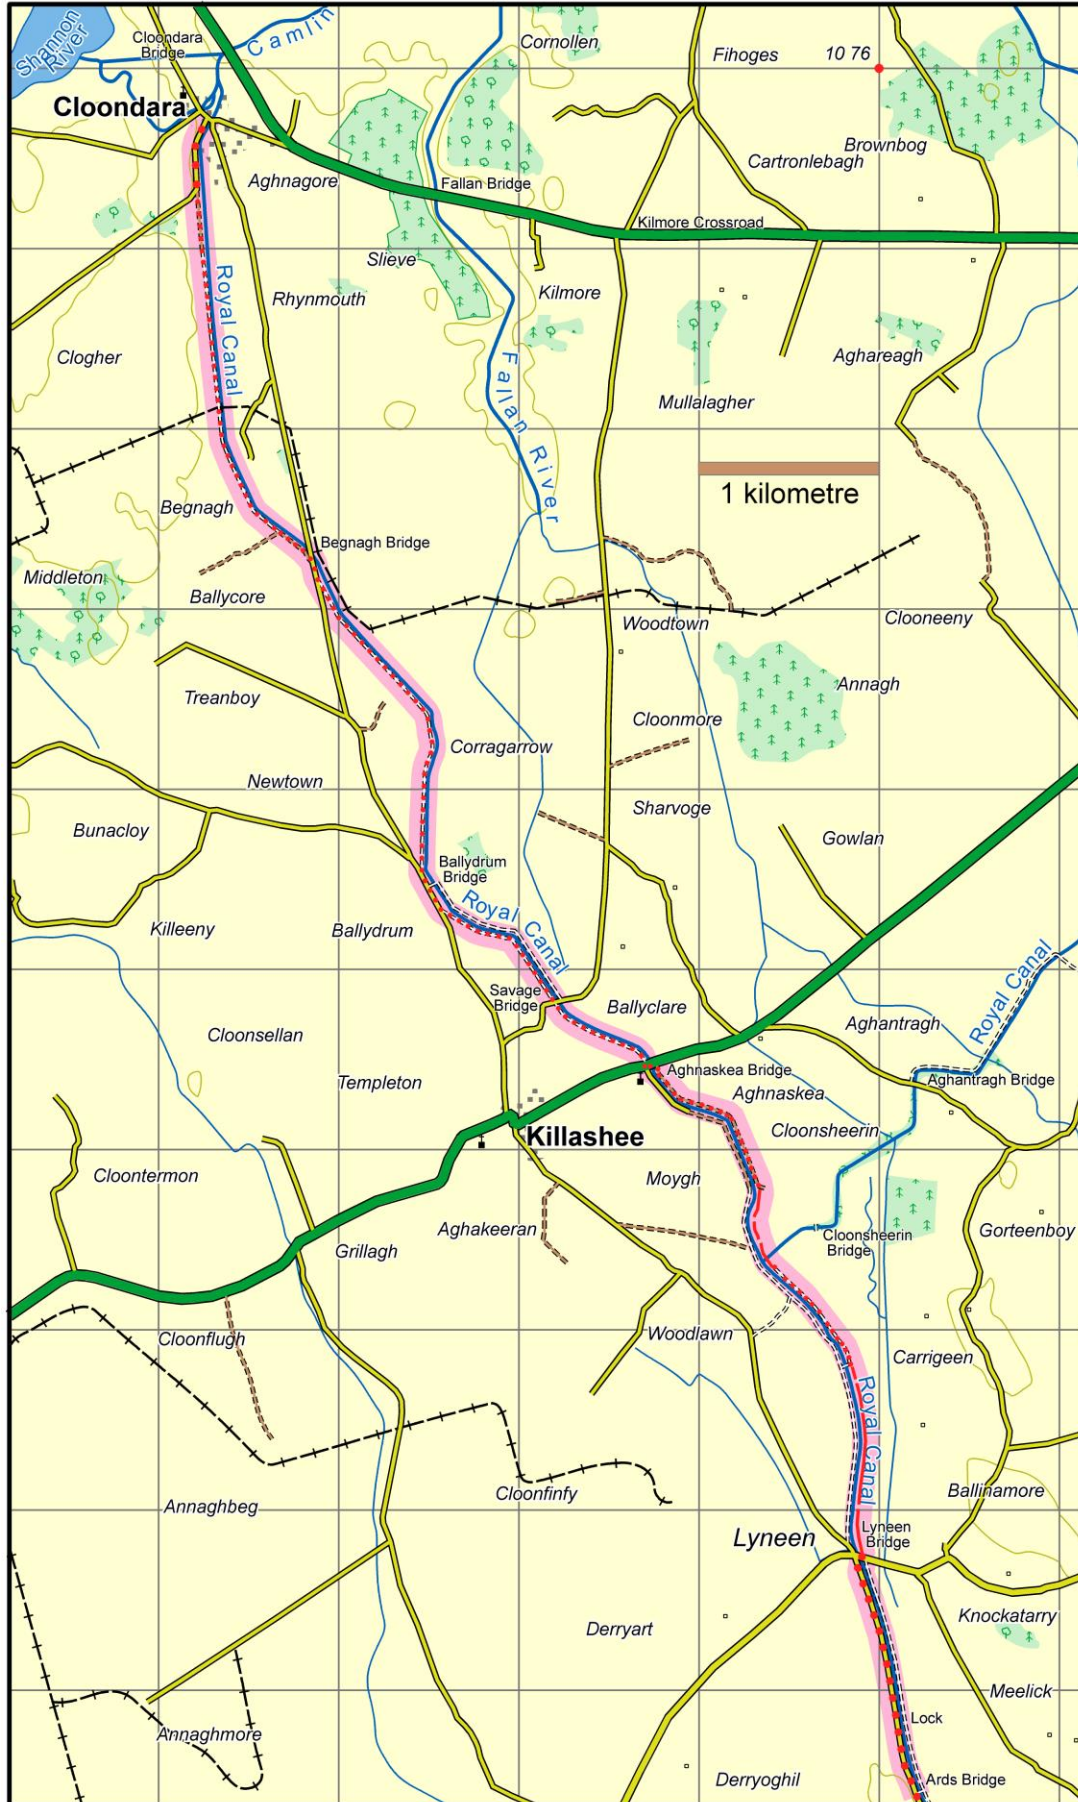 Shannon
River
Cloondara
Bridge
Camlin
Cornollen
Fihoges
10 76
Cloondara
Brownbog
Cartronlebagh
Aghnagore
Fallan Bridge
Kilmore Crossroad
Slieve
Royal Canal
Rhynmouth
Kilmore
Clogher
Fallan River
Aghareagh
Mullalagher
1 kilometre
Begnagh
Begnagh Bridge
Middleton
Ballycore
Woodtown
Clooneeny
Treanboy
Annagh
Cloonmore
Corragarrow
Newtown
Sharvoge
Bunacloy
Gowlan
Ballydrum
Bridge
Royal Canal
Killeeny
Ballydrum
Savage
Bridge
Ballyclare
Royal Canal
Cloonsellan
Aghantragh
Templeton
Aghnaskea Bridge
Aghantragh Bridge
Aghnaskea
Killashee
Cloonsheerin
Cloontermon
Moygh
Aghakeeran
Cloonsheerin
Bridge
Gorteenboy
Grillagh
Cloonflugh
Woodlawn
Carrigeen
Royal Canal
Annaghbeg
Cloonfinfy
Ballinamore
Lyneen
Lyneen
Bridge
Derryart
Knockatarry
Meelick
Lock
Annaghmore
Derryoghil
Ards Bridge